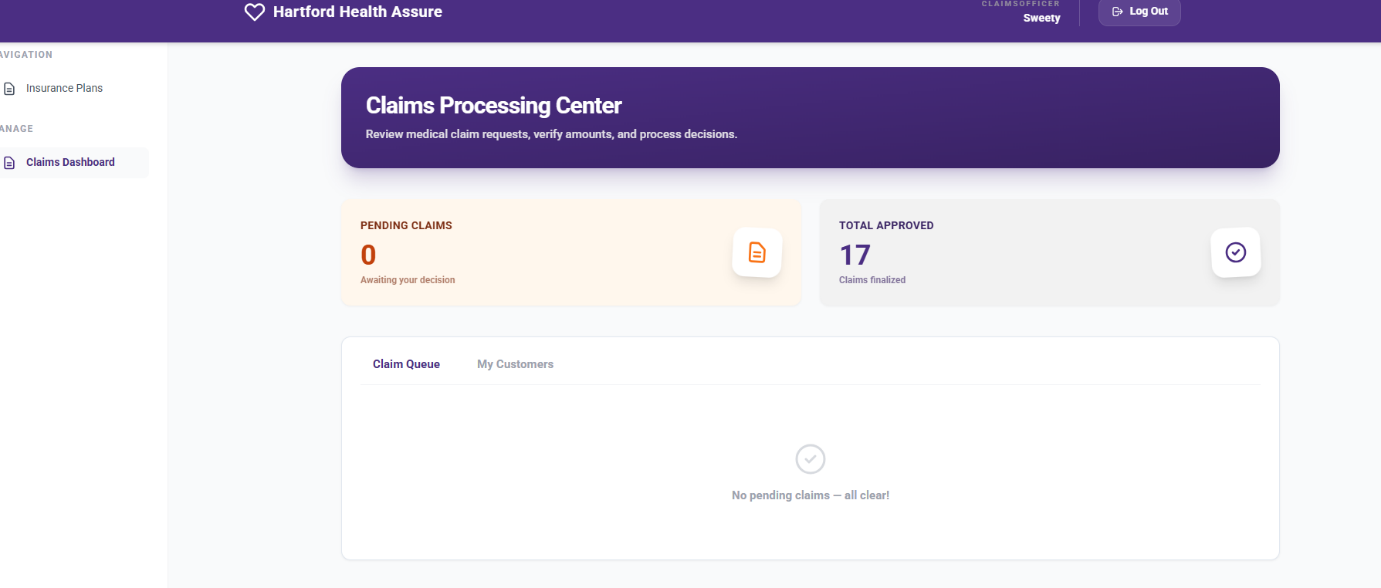 Hartford Health Assure
CLAIMSOFFICER
Sweety
Log Out
AVIGATION
Insurance Plans
ANAGE
Claims Dashboard
Claims Processing Center
Review medical claim requests, verify amounts, and process decisions.
PENDING CLAIMS
0
Awaiting your decision
TOTAL APPROVED
17
Claims finalized
Claim Queue
My Customers
No pending claims — all clear!